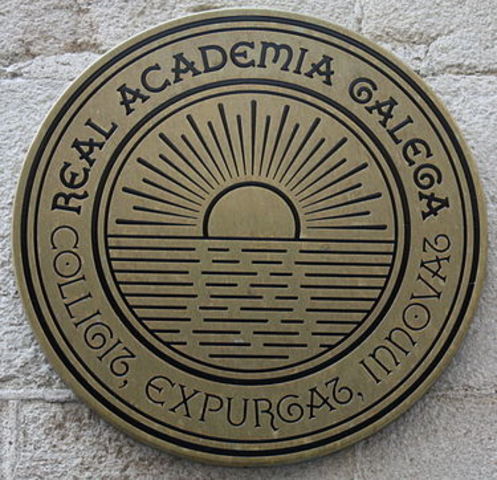 REAL ACADEMIA GALEGA
COLLIGIT, EXPURGAT, INNOVAT